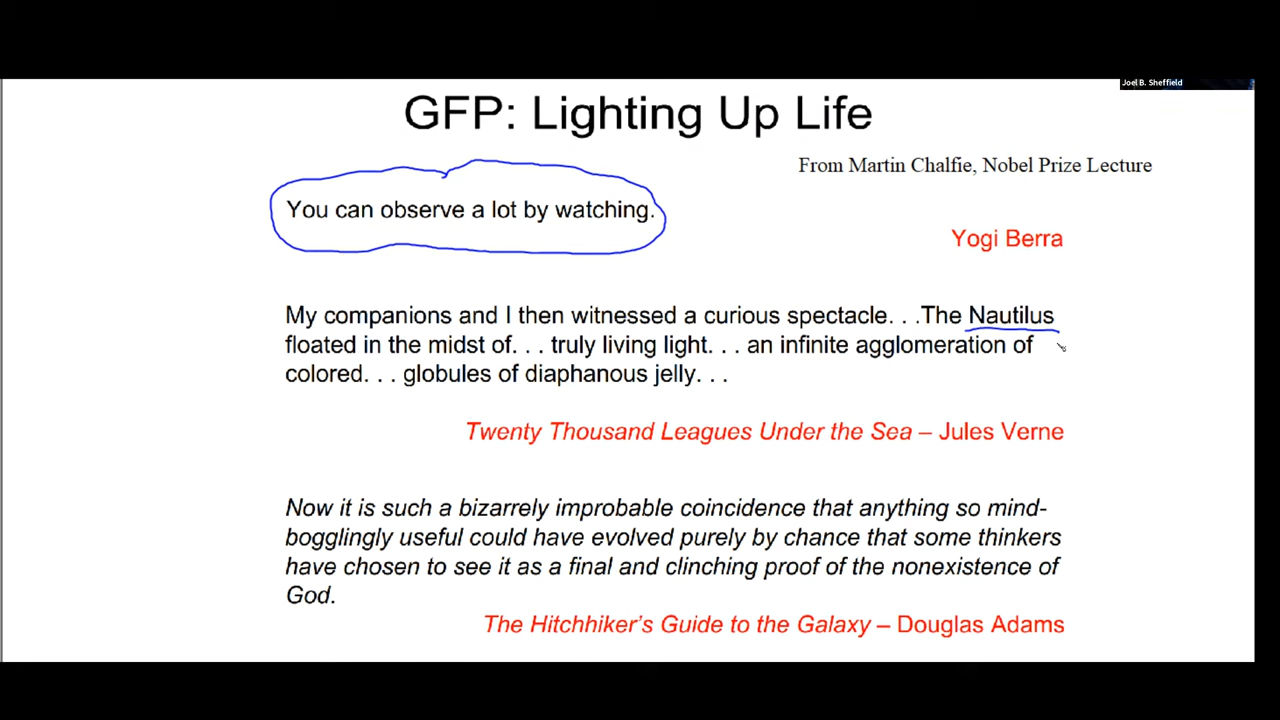 Joel B. Sheffield
GFP: Lighting Up Life
From Martin Chalfie, Nobel Prize Lecture
You can observe a lot by watching.
Yogi Berra
My companions and I then witnessed a curious spectacle. . .The Nautilus
floated in the midst of. . . truly living light. . . an infinite agglomeration of
colored. . . globules of diaphanous jelly. . .
Twenty Thousand Leagues Under the Sea – Jules Verne
Now it is such a bizarrely improbable coincidence that anything so mind-
bogglingly useful could have evolved purely by chance that some thinkers
have chosen to see it as a final and clinching proof of the nonexistence of
God.
The Hitchhiker's Guide to the Galaxy – Douglas Adams